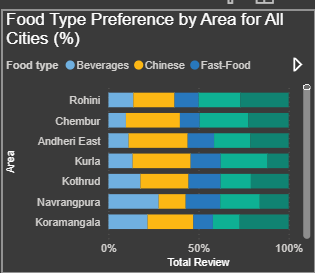 Food Type Preference by Area for All
Cities (%)
Food type Beverages Chinese Fast-Food
Rohini
Chembur
Andheri East
Kurla
Kothrud
Navrangpura
Koramangala
Area
0% 50% 100%
Total Review